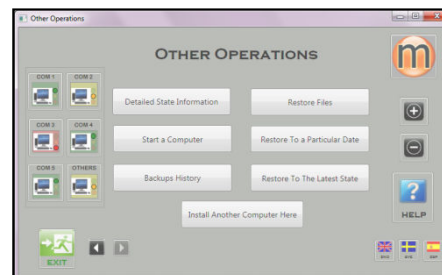 Other Operations
OTHER OPERATIONS
COM 1
COM 2
COM 3
COM 4
COM 5
OTHERS
Detailed State Information
Restore Files
Start a Computer
Restore To a Particular Date
Backups History
Restore To The Latest State
Install Another Computer Here
m
?
HELP
EXIT
ENG
ESP